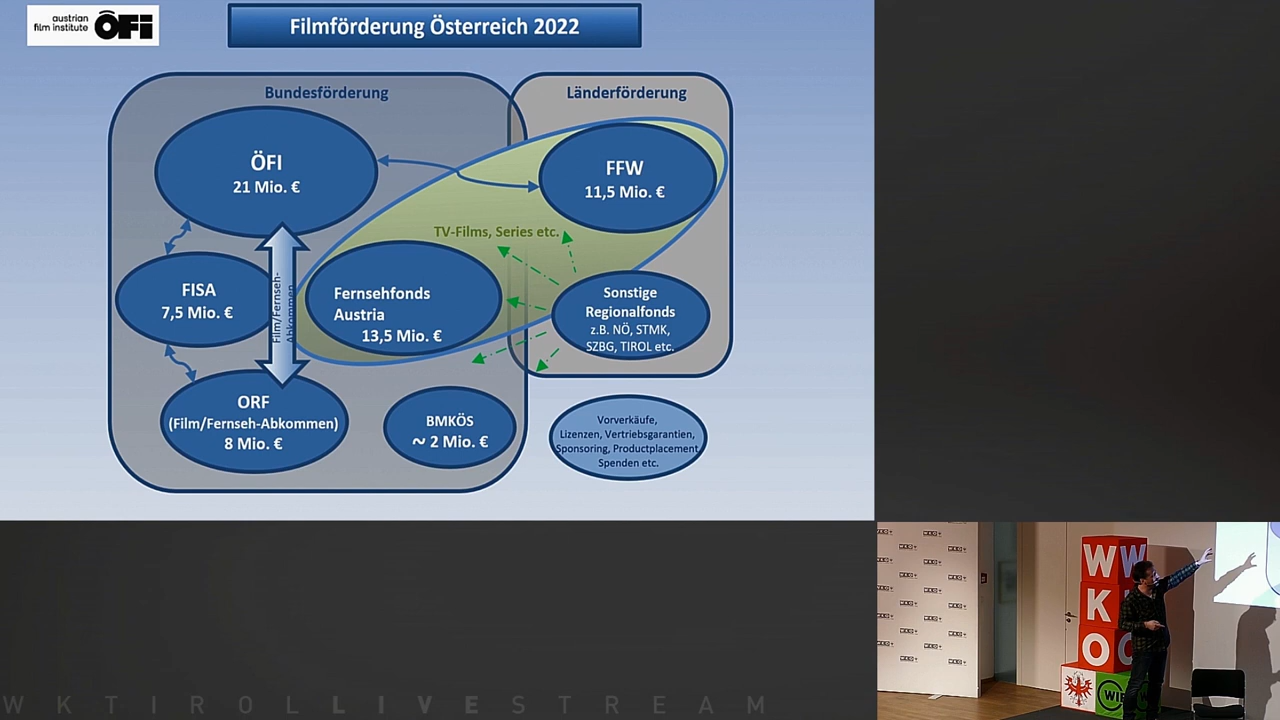 austrian
film institute
ÖFi
Filmförderung Österreich 2022
Bundesförderung
Länderförderung
ÖFI
21 Mio. €
FFW
11,5 Mio. €
TV-Films, Series etc.
FISA
7,5 Mio. €
Film/Fernseh-
Abkommen
Fernsehfonds
Austria
13,5 Mio. €
Sonstige
Regionalfonds
z.B. NÖ, STMK,
SZBG, TIROL etc.
ORF
(Film/Fernseh-Abkommen)
8 Mio. €
BMKÖS
~ 2 Mio. €
Vorverkäufe,
Lizenzen, Vertriebsgarantien,
Sponsoring, Productplacement,
Spenden etc.
W
K
O
W
WKTIROLLIVESTREAM